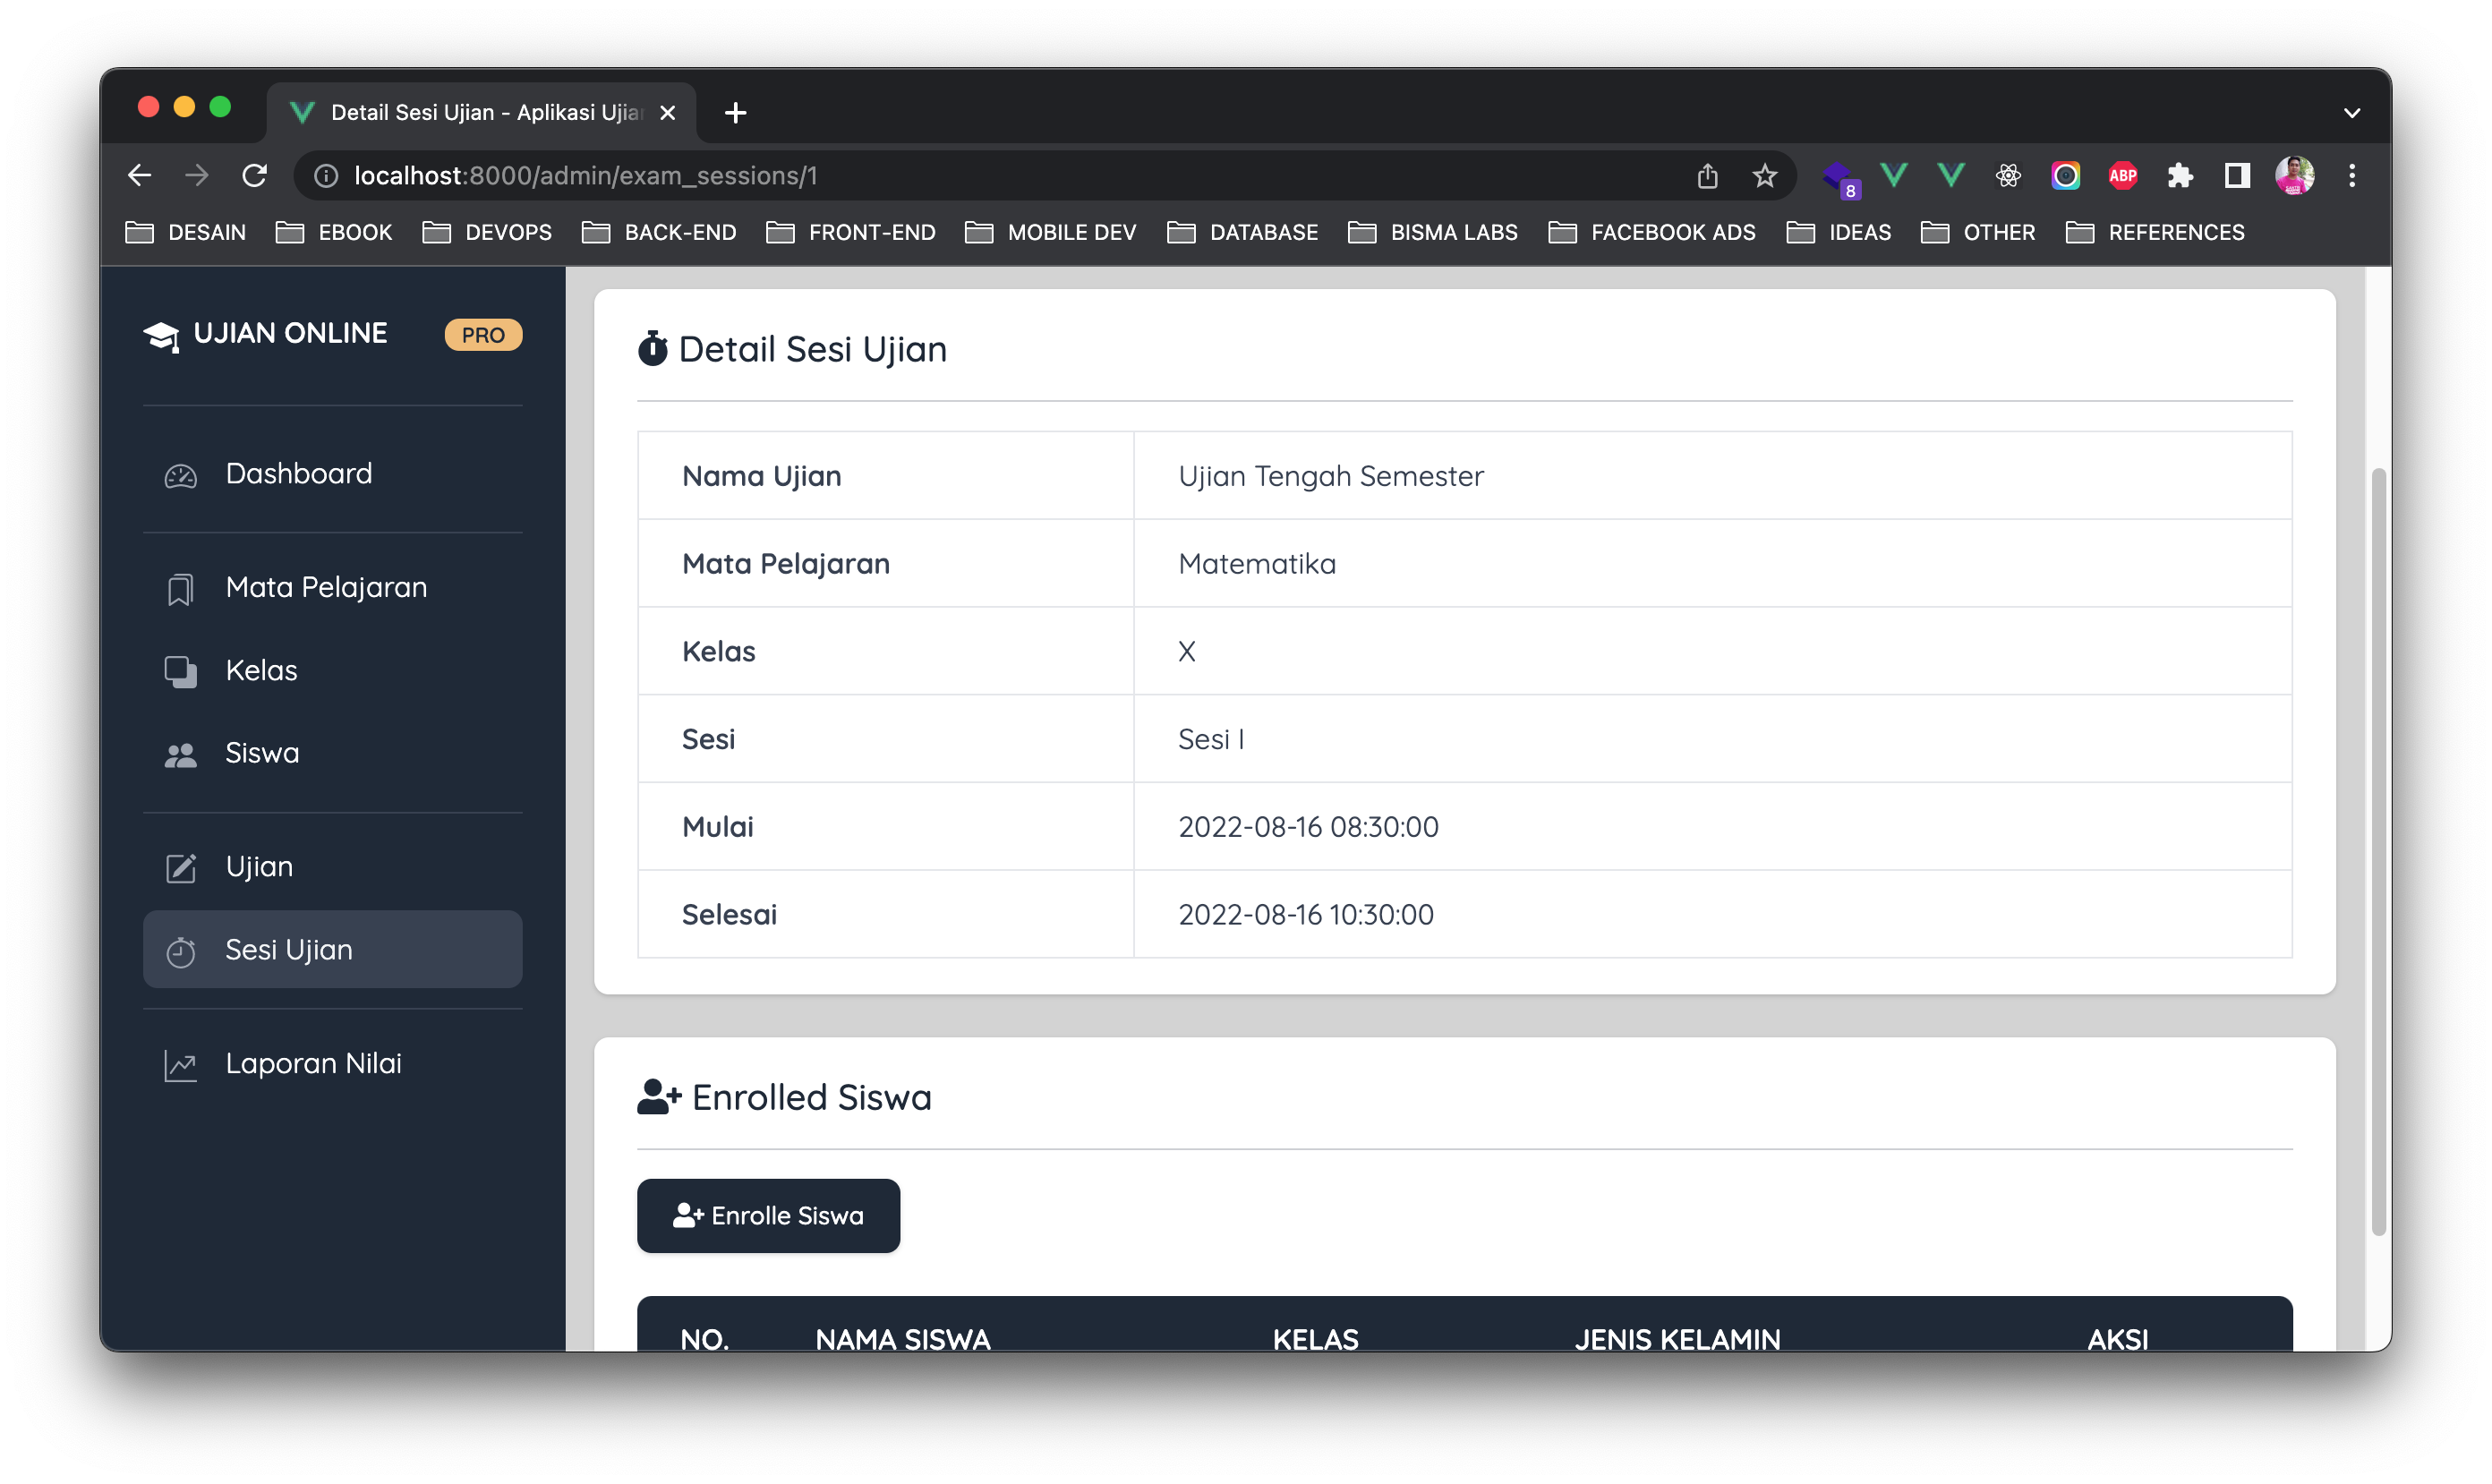 Detail Sesi Ujian - Aplikasi Ujian
localhost:8000/admin/exam_sessions/1
8
ABP
DESAIN EBOOK DEVOPS BACK-END FRONT-END MOBILE DEV DATABASE BISMA LABS FACEBOOK ADS IDEAS OTHER REFERENCES
UJIAN ONLINE PRO
Dashboard
Mata Pelajaran
Kelas
Siswa
Ujian
Sesi Ujian
Laporan Nilai
Detail Sesi Ujian
Nama Ujian Ujian Tengah Semester
Mata Pelajaran Matematika
Kelas X
Sesi Sesi I
Mulai 2022-08-16 08:30:00
Selesai 2022-08-16 10:30:00
Enrolled Siswa
Enrolle Siswa
NO. NAMA SISWA KELAS JENIS KELAMIN AKSI